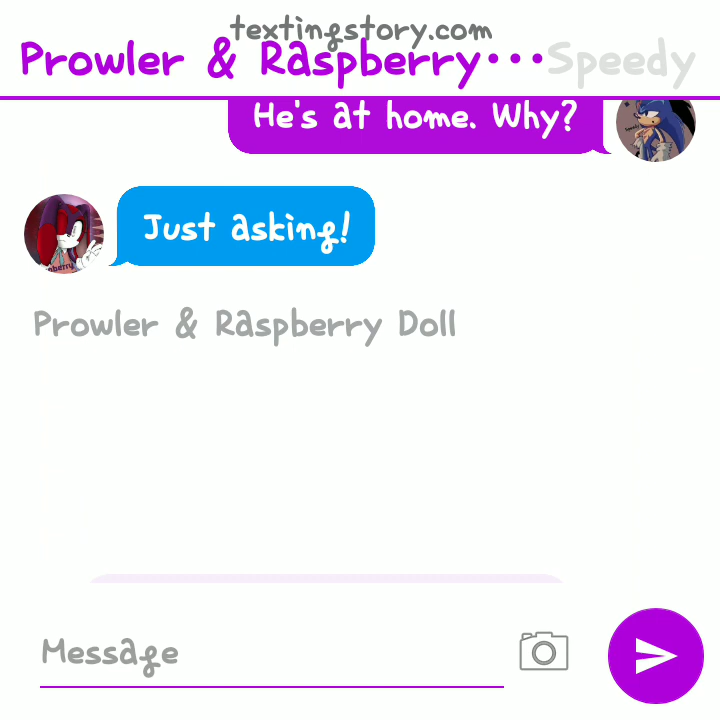 textingstory.com
Prowler & Raspberry···Speedy
He's at home. Why?
Just asking!
Prowler & Raspberry Doll
Message